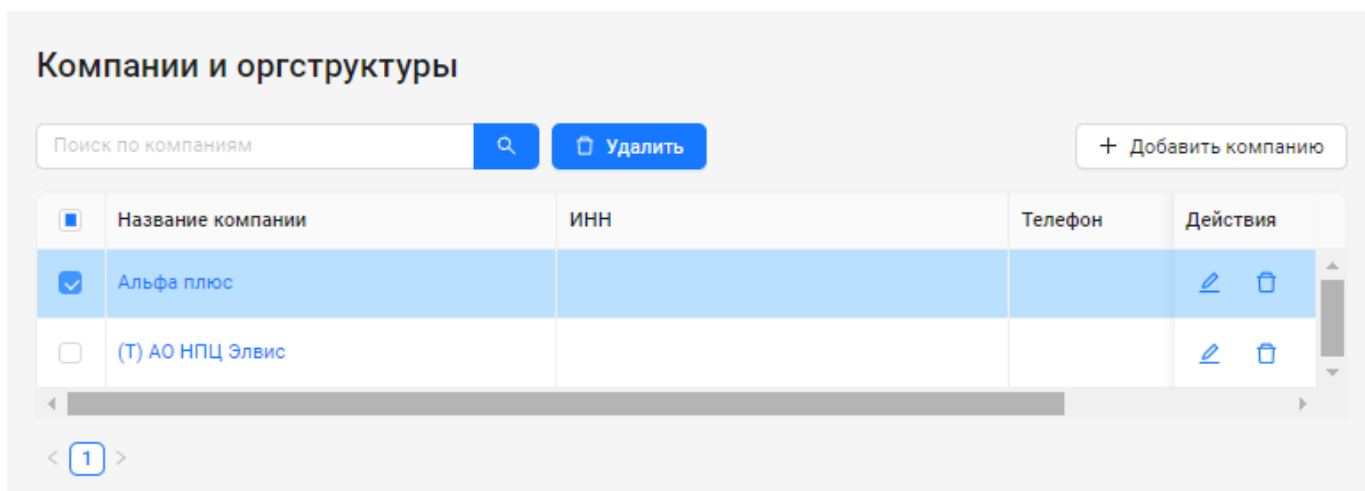 Компании и оргструктуры
Поиск по компаниям Удалить + Добавить компанию
Название компании ИНН Телефон Действия
Альфа плюс
(Т) АО НПЦ Элвис
< 1 >